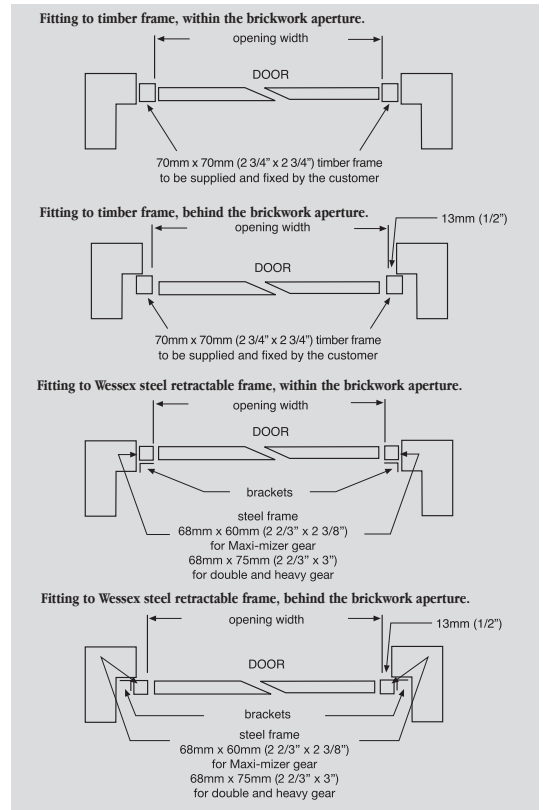 Fitting to timber frame, within the brickwork aperture.
opening width
DOOR
70mm x 70mm (2 3/4” x 2 3/4”) timber frame
to be supplied and fixed by the customer
Fitting to timber frame, behind the brickwork aperture.
opening width
13mm (1/2”)
DOOR
70mm x 70mm (2 3/4” x 2 3/4”) timber frame
to be supplied and fixed by the customer
Fitting to Wessex steel retractable frame, within the brickwork aperture.
opening width
DOOR
brackets
steel frame
68mm x 60mm (2 2/3” x 2 3/8”)
for Maxi-mizer gear
68mm x 75mm (2 2/3” x 3”)
for double and heavy gear
Fitting to Wessex steel retractable frame, behind the brickwork aperture.
opening width
13mm (1/2”)
DOOR
brackets
steel frame
68mm x 60mm (2 2/3” x 2 3/8”)
for Maxi-mizer gear
68mm x 75mm (2 2/3” x 3”)
for double and heavy gear